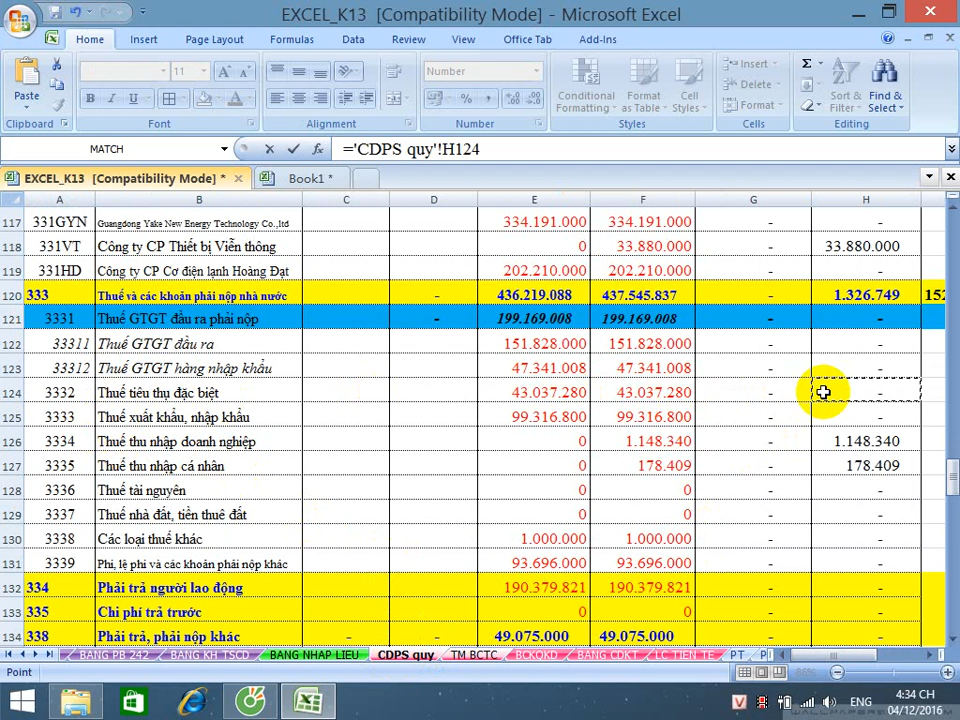 EXCEL_K13 [Compatibility Mode] - Microsoft Excel
Home Insert Page Layout Formulas Data Review View Office Tab Add-Ins
Paste
11
B I U
Number
Conditional Formatting
Format as Table
Cell Styles
Insert
Delete
Format
Sort & Filter
Find & Select
Clipboard Font Alignment Number Styles Cells Editing
MATCH ='CDPS quy'!H124
EXCEL_K13 [Compatibility Mode] * Book1 *
A B C D E F G H
117 331GYN Guangdong Yake New Energy Technology Co.,ltd 334.191.000 334.191.000 - -
118 331VT Công ty CP Thiết bị Viễn thông 0 33.880.000 - 33.880.000
119 331HD Công ty CP Cơ điện lạnh Hoàng Đạt 202.210.000 202.210.000 - -
120 333 Thuế và các khoản phải nộp nhà nước - 436.219.088 437.545.837 - 1.326.749 152
121 3331 Thuế GTGT đầu ra phải nộp - 199.169.008 199.169.008 - -
122 33311 Thuế GTGT đầu ra 151.828.000 151.828.000 - -
123 33312 Thuế GTGT hàng nhập khẩu 47.341.008 47.341.008 - -
124 3332 Thuế tiêu thụ đặc biệt 43.037.280 43.037.280 - -
125 3333 Thuế xuất khẩu, nhập khẩu 99.316.800 99.316.800 - -
126 3334 Thuế thu nhập doanh nghiệp 0 1.148.340 - 1.148.340
127 3335 Thuế thu nhập cá nhân 0 178.409 - 178.409
128 3336 Thuế tài nguyên 0 0 - -
129 3337 Thuế nhà đất, tiền thuê đất 0 0 - -
130 3338 Các loại thuế khác 1.000.000 1.000.000 - -
131 3339 Phí, lệ phí và các khoản phải nộp khác 93.696.000 93.696.000 - -
132 334 Phải trả người lao động 190.379.821 190.379.821 - -
133 335 Chi phí trả trước 0 0 - -
134 338 Phải trả, phải nộp khác - - 49.075.000 49.075.000 - -
BANG PB 242 BANG KH TSCD BANG NHAP LIEU CDPS quy TM BCTC BCKQKD BANG CDKT LC TIEN TE PT
Point
ENG 4:34 CH
04/12/2016